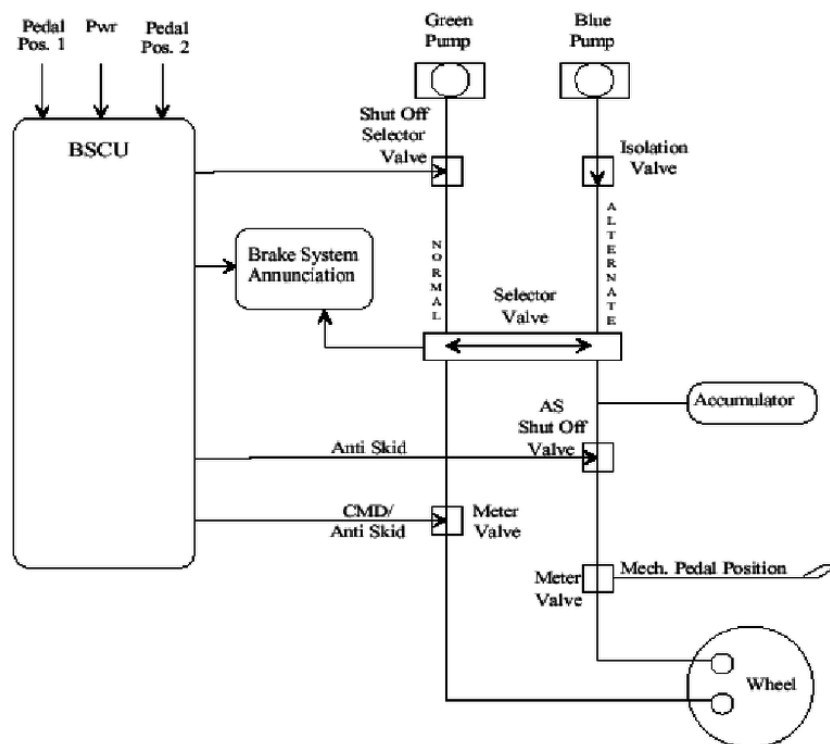 Pedal
Pos. 1
Pwr
Pedal
Pos. 2
Green
Pump
Blue
Pump
BSCU
Shut Off
Selector
Valve
Isolation
Valve
NORMAL
ALTERNATE
Brake System
Annunciation
Selector
Valve
Accumulator
AS
Shut Off
Valve
Anti Skid
CMD/
Anti Skid
Meter
Valve
Meter
Valve
Mech. Pedal Position
Wheel